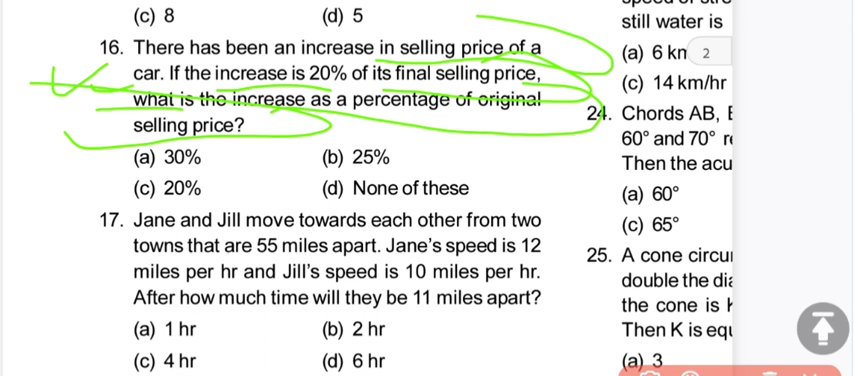 (c) 8 (d) 5
16. There has been an increase in selling price of a
car. If the increase is 20% of its final selling price,
what is the increase as a percentage of original
selling price?
(a) 30% (b) 25%
(c) 20% (d) None of these
17. Jane and Jill move towards each other from two
towns that are 55 miles apart. Jane's speed is 12
miles per hr and Jill's speed is 10 miles per hr.
After how much time will they be 11 miles apart?
(a) 1 hr (b) 2 hr
(c) 4 hr (d) 6 hr
still water is
(a) 6 2
(c) 14 km/hr
24. Chords AB,
60° and 70°
Then the acu
(a) 60°
(c) 65°
25. A cone circu
double the
the cone is
Then K is
(a) 3